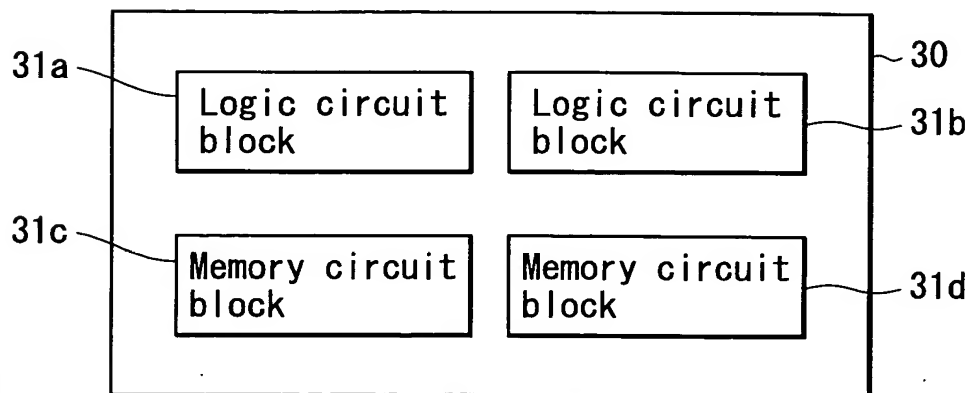 30
31a
Logic circuit
block
Logic circuit
block
31b
31c
Memory circuit
block
Memory circuit
block
31d